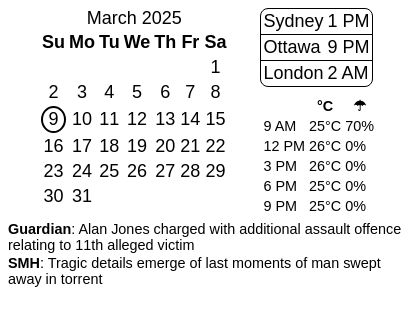 March 2025
Su Mo Tu We Th Fr Sa
1
2 3 4 5 6 7 8
9 10 11 12 13 14 15
16 17 18 19 20 21 22
23 24 25 26 27 28 29
30 31
Sydney 1 PM
Ottawa 9 PM
London 2 AM
°C ☂
9 AM 25°C 70%
12 PM 26°C 0%
3 PM 26°C 0%
6 PM 25°C 0%
9 PM 25°C 0%
Guardian: Alan Jones charged with additional assault offence
relating to 11th alleged victim
SMH: Tragic details emerge of last moments of man swept
away in torrent